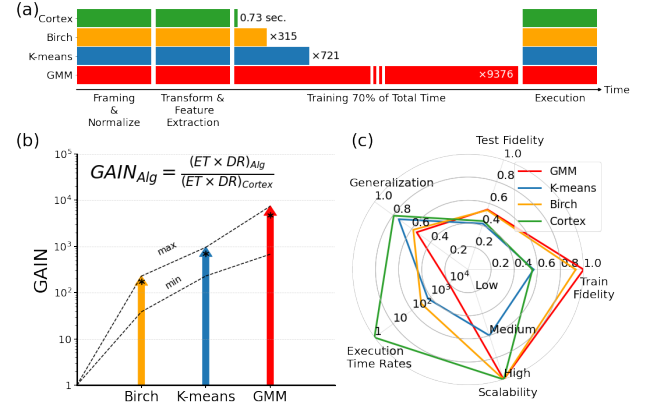 (a)
Cortex
0.73 sec.
Birch
×315
K-means
×721
GMM
×9376
Time
Framing
&
Normalize
Transform &
Feature
Extraction
Training 70% of Total Time
Execution
(b)
GAIN_Alg = (ET × DR)_Alg / (ET × DR)_Cortex
GAIN
10^5
10^4
10^3
10^2
10
1
max
min
Birch
K-means
GMM
(c)
Test Fidelity
1.0
0.8
0.6
0.4
0.2
GMM
K-means
Birch
Cortex
Generalization
1.0
0.8
0.6
0.4
0.2
0.2 0.4 0.6 0.8 1.0
Train
Fidelity
10^4
10^3
10^2
10
1
Execution
Time Rates
Low
Medium
High
Scalability